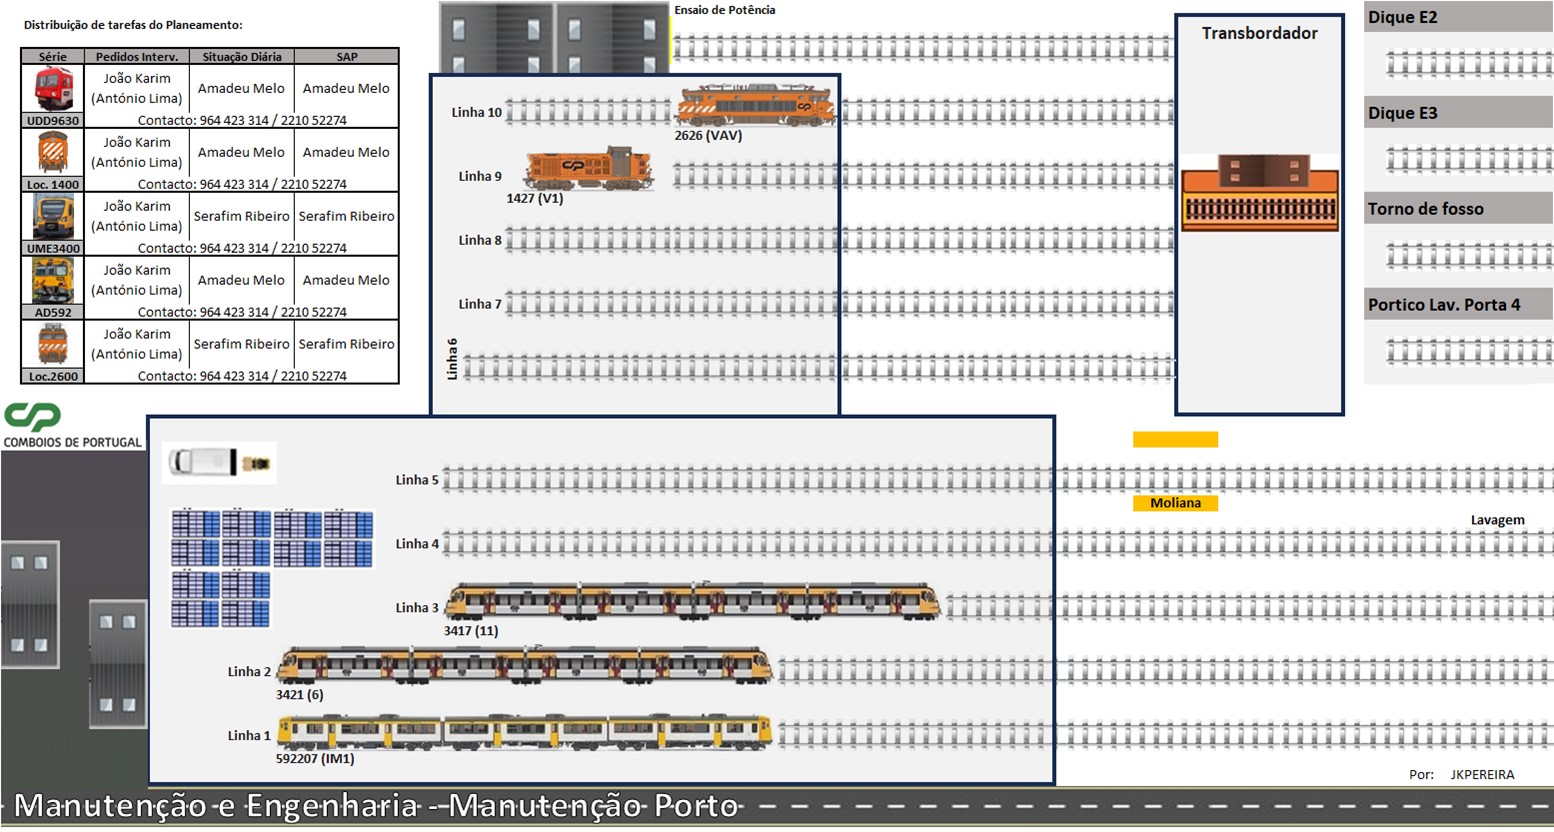 Distribuição de tarefas do Planeamento:
Série Pedidos Interv. Situação Diária SAP
João Karim
(António Lima) Amadeu Melo Amadeu Melo
UDD9630 Contacto: 964 423 314 / 2210 52274
João Karim
(António Lima) Amadeu Melo Amadeu Melo
Loc. 1400 Contacto: 964 423 314 / 2210 52274
João Karim
(António Lima) Serafim Ribeiro Serafim Ribeiro
UME3400 Contacto: 964 423 314 / 2210 52274
João Karim
(António Lima) Amadeu Melo Amadeu Melo
AD592 Contacto: 964 423 314 / 2210 52274
João Karim
(António Lima) Serafim Ribeiro Serafim Ribeiro
Loc.2600 Contacto: 964 423 314 / 2210 52274
Ensaio de Potência
Linha 10
2626 (VAV)
Linha 9
1427 (V1)
Linha 8
Linha 7
Linha 6
Transbordador
Dique E2
Dique E3
Torno de fosso
Portico Lav. Porta 4
CP
COMBOIOS DE PORTUGAL
Linha 5
Moliana
Lavagem
Linha 4
Linha 3
3417 (11)
Linha 2
3421 (6)
Linha 1
592207 (IM1)
Por: JKPEREIRA
Manutenção e Engenharia - Manutenção Porto